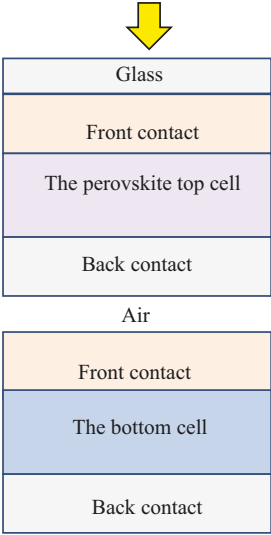 Glass
Front contact
The perovskite top cell
Back contact
Air
Front contact
The bottom cell
Back contact